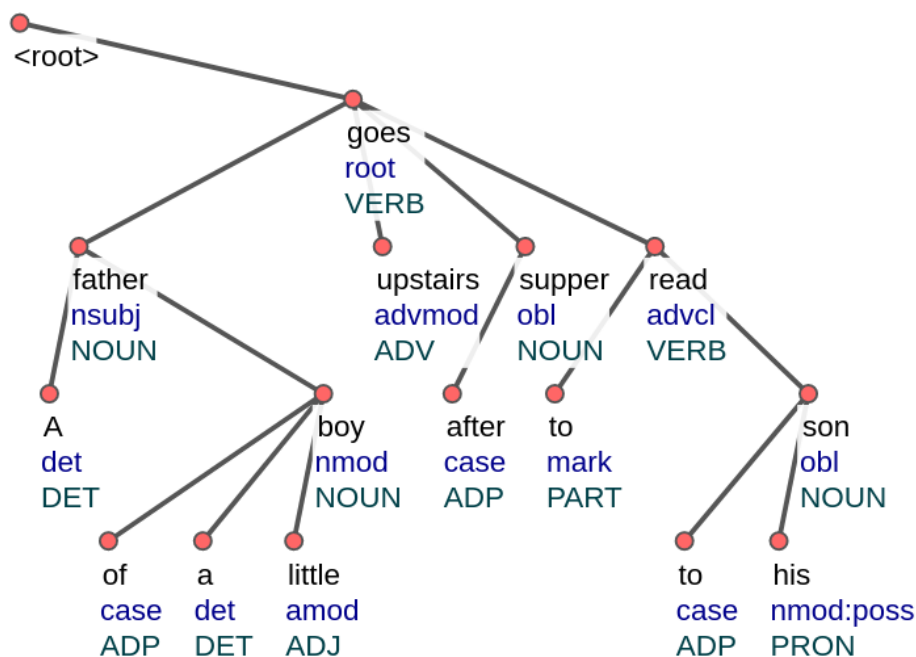 <root>
goes
root
VERB
father upstairs supper read
nsubj advmod obl advcl
NOUN ADV NOUN VERB
A boy after to son
det nmod case mark obl
DET NOUN ADP PART NOUN
of a little to his
case det amod case nmod:poss
ADP DET ADJ ADP PRON